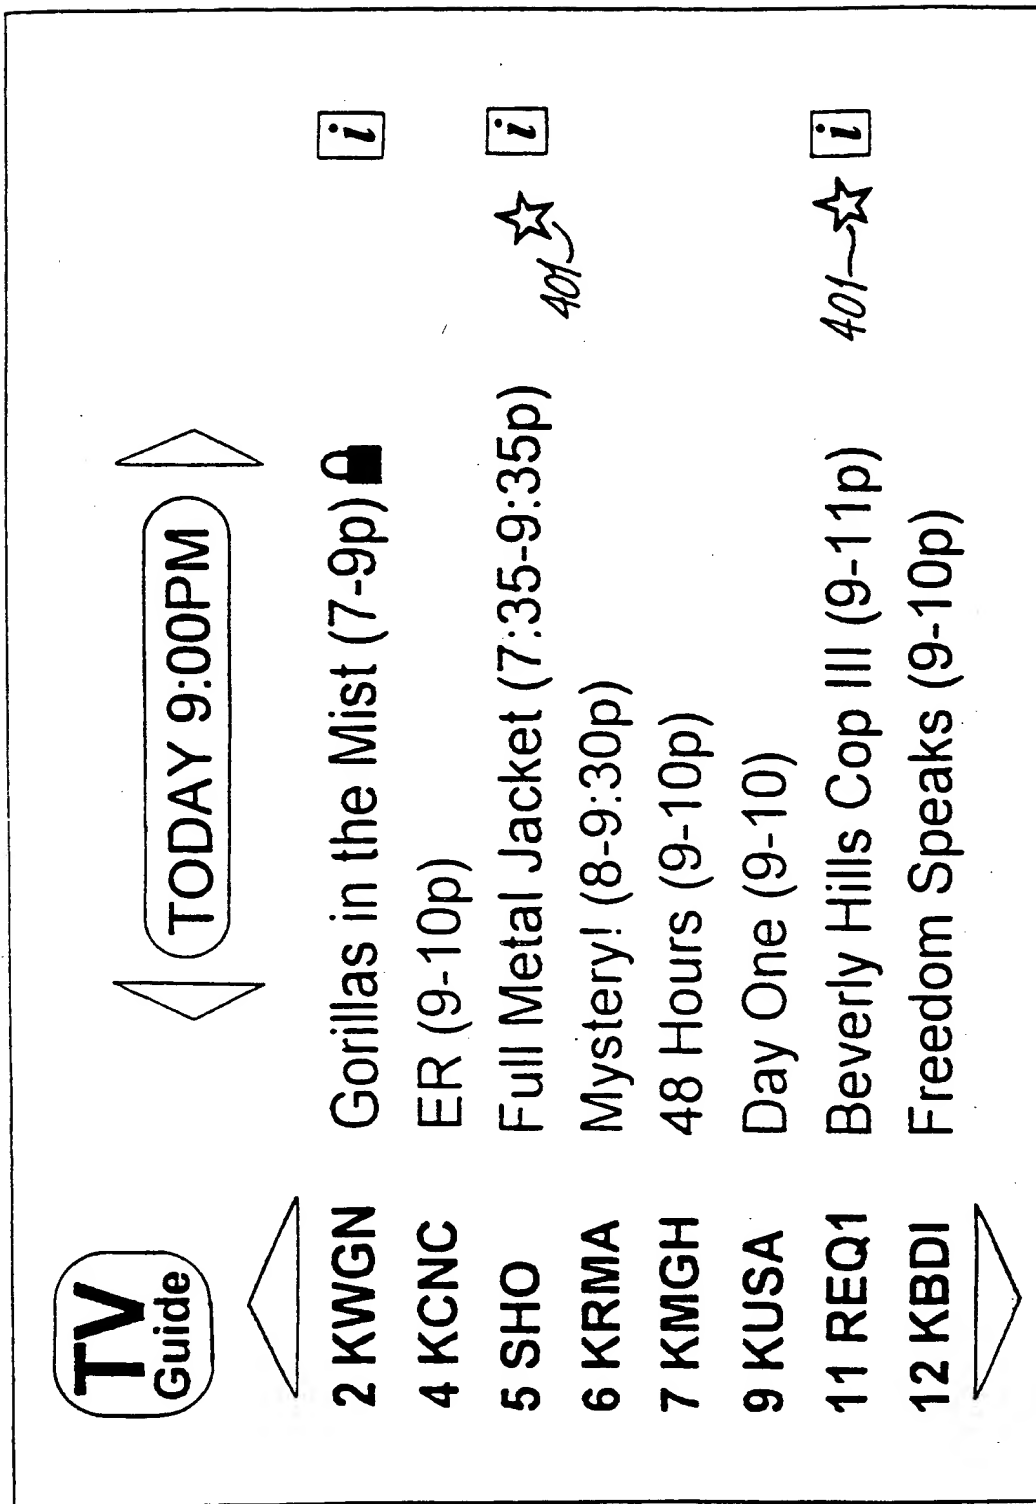 TV
Guide
TODAY 9:00PM
2 KWGN Gorillas in the Mist (7-9p) i
4 KCNC ER (9-10p)
5 SHO Full Metal Jacket (7:35-9:35p) 401 i
6 KRMA Mystery! (8-9:30p)
7 KMGH 48 Hours (9-10p)
9 KUSA Day One (9-10)
11 REQ1 Beverly Hills Cop III (9-11p) 401 i
12 KBDI Freedom Speaks (9-10p)